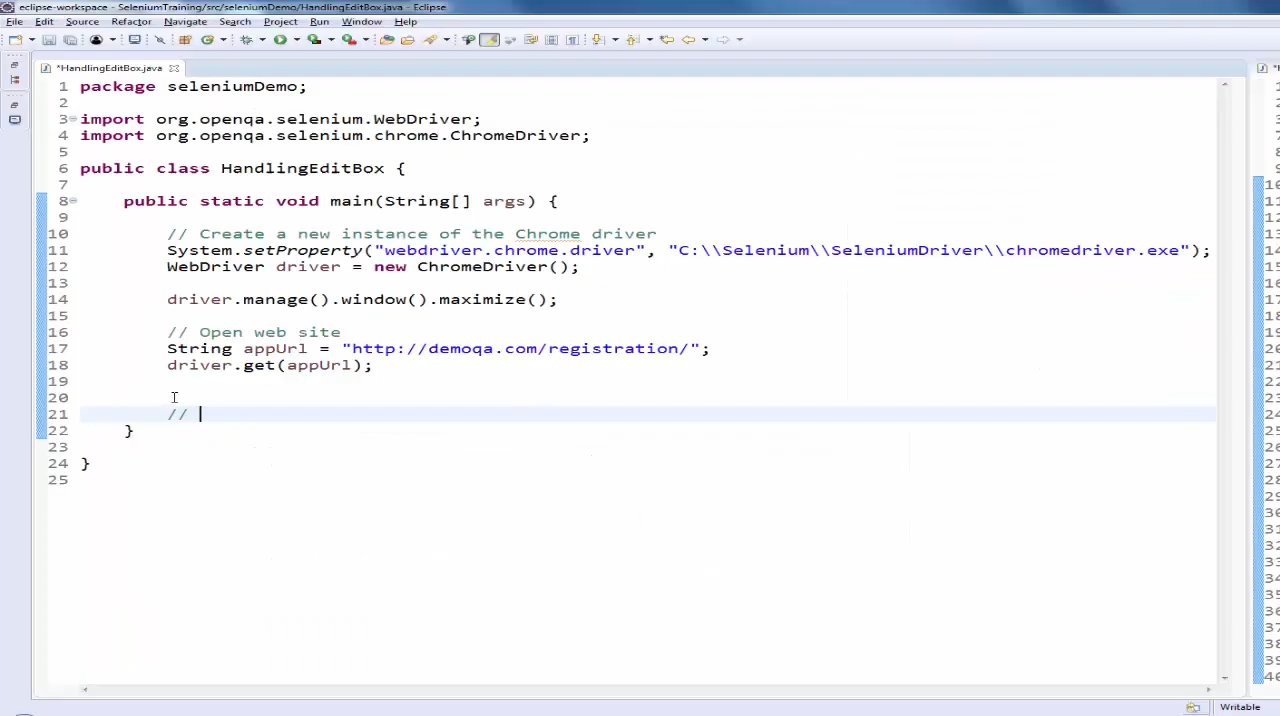 eclipse-workspace - SeleniumTraining/src/seleniumDemo/HandlingEditBox.java - Eclipse
File Edit Source Refactor Navigate Search Project Run Window Help
*HandlingEditBox.java
1 package seleniumDemo;
2
3 import org.openqa.selenium.WebDriver;
4 import org.openqa.selenium.chrome.ChromeDriver;
5
6 public class HandlingEditBox {
7
8 public static void main(String[] args) {
9
10 // Create a new instance of the Chrome driver
11 System.setProperty("webdriver.chrome.driver", "C:\\Selenium\\SeleniumDriver\\chromedriver.exe");
12 WebDriver driver = new ChromeDriver();
13
14 driver.manage().window().maximize();
15
16 // Open web site
17 String appUrl = "http://demoqa.com/registration/";
18 driver.get(appUrl);
19
20
21 //
22 }
23
24 }
25
Writable